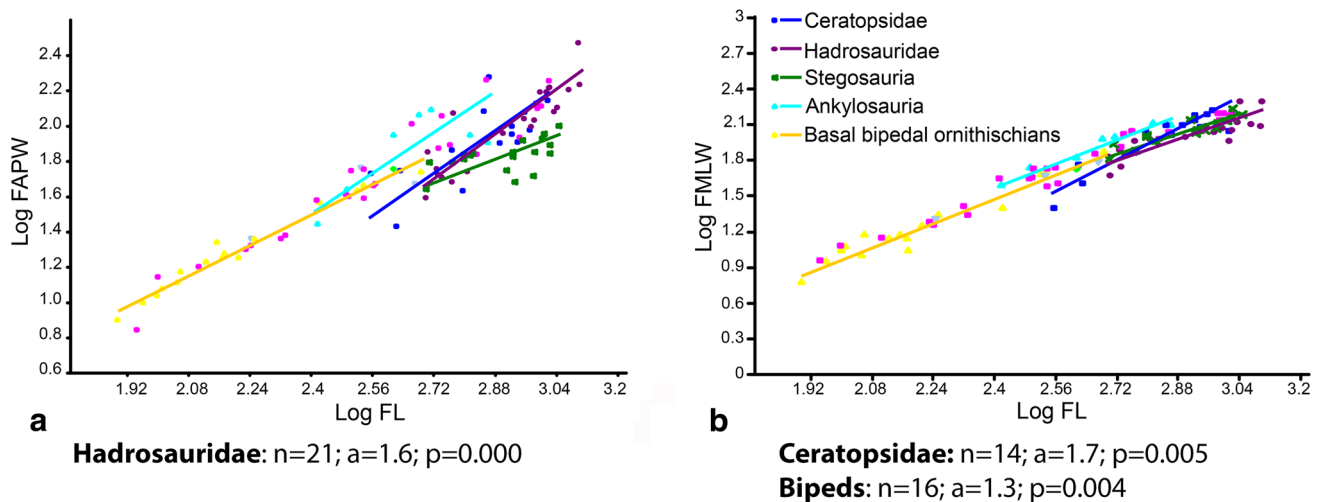 Log FAPW
2.4
2.2
2.0
1.8
1.6
1.4
1.2
1.0
0.8
0.6
1.92 2.08 2.24 2.4 2.56 2.72 2.88 3.04 3.2
Log FL
a
Hadrosauridae: n=21; a=1.6; p=0.000
Log FMLW
3
2.7
2.4
2.1
1.8
1.5
1.2
0.9
0.6
0.3
0
Ceratopsidae
Hadrosauridae
Stegosauria
Ankylosauria
Basal bipedal ornithischians
1.92 2.08 2.24 2.4 2.56 2.72 2.88 3.04 3.2
Log FL
b
Ceratopsidae: n=14; a=1.7; p=0.005
Bipeds: n=16; a=1.3; p=0.004